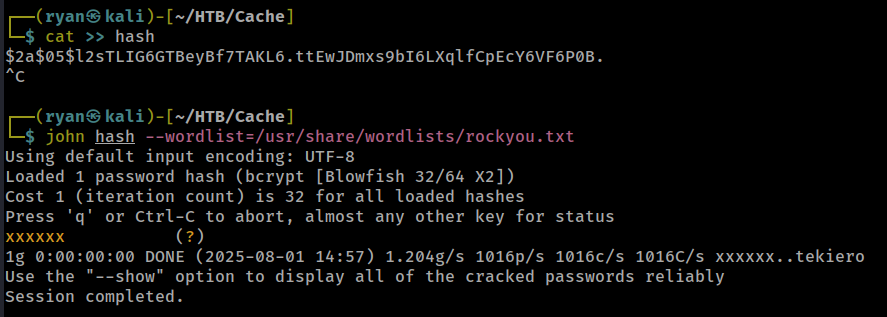 ┌──(ryan㉿kali)-[~/HTB/Cache]
└─$ cat >> hash
$2a$05$l2sTLIG6GTBeyBf7TAKL6.ttEwJDmxs9bI6LXqlfCpEcY6VF6P0B.
^C
┌──(ryan㉿kali)-[~/HTB/Cache]
└─$ john hash --wordlist=/usr/share/wordlists/rockyou.txt
Using default input encoding: UTF-8
Loaded 1 password hash (bcrypt [Blowfish 32/64 X2])
Cost 1 (iteration count) is 32 for all loaded hashes
Press 'q' or Ctrl-C to abort, almost any other key for status
xxxxxx           (?)
1g 0:00:00:00 DONE (2025-08-01 14:57) 1.204g/s 1016p/s 1016c/s 1016C/s xxxxxx..tekiero
Use the "--show" option to display all of the cracked passwords reliably
Session completed.